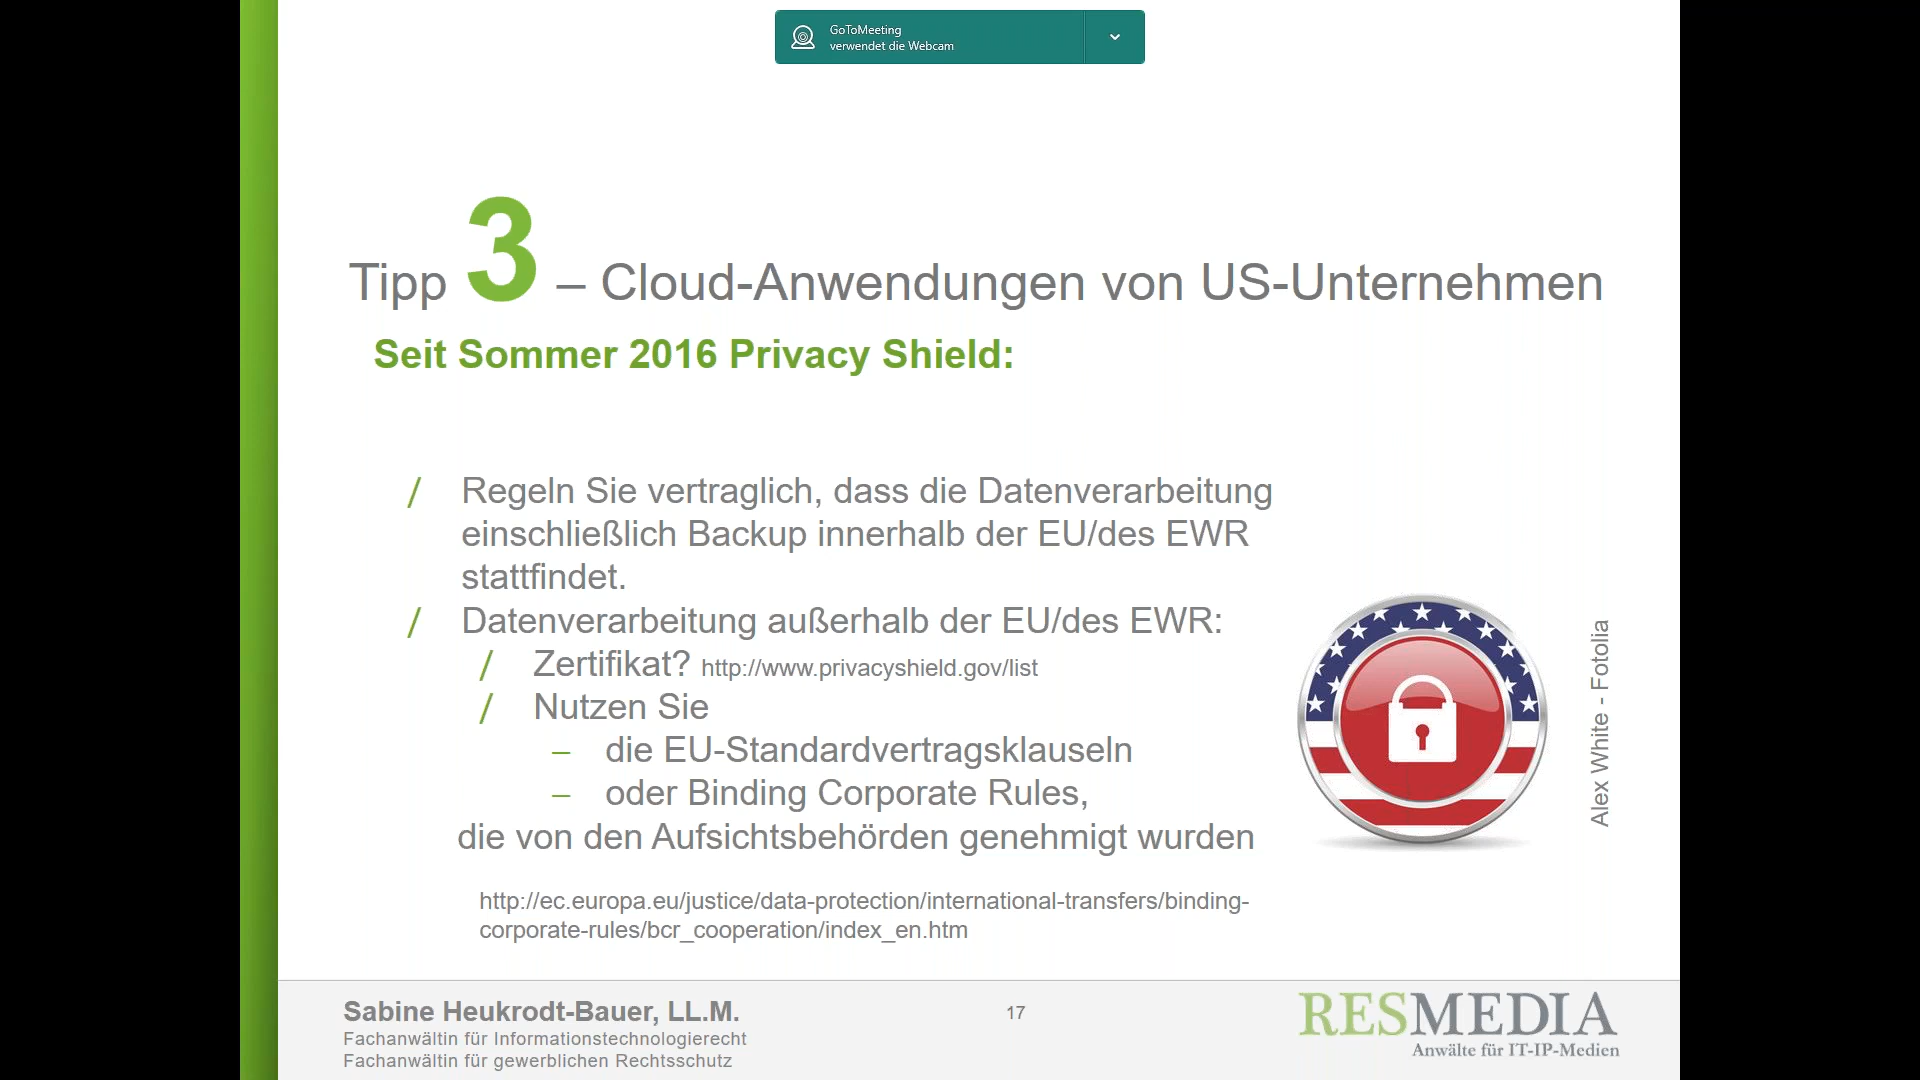 GoToMeeting
verwendet die Webcam
Tipp 3 – Cloud-Anwendungen von US-Unternehmen
Seit Sommer 2016 Privacy Shield:
/ Regeln Sie vertraglich, dass die Datenverarbeitung
einschließlich Backup innerhalb der EU/des EWR
stattfindet.
/ Datenverarbeitung außerhalb der EU/des EWR:
/ Zertifikat? http://www.privacyshield.gov/list
/ Nutzen Sie
– die EU-Standardvertragsklauseln
– oder Binding Corporate Rules,
die von den Aufsichtsbehörden genehmigt wurden
http://ec.europa.eu/justice/data-protection/international-transfers/binding-
corporate-rules/bcr_cooperation/index_en.htm
Alex White - Fotolia
Sabine Heukrodt-Bauer, LL.M.
Fachanwältin für Informationstechnologierecht
Fachanwältin für gewerblichen Rechtsschutz
17
RESMEDIA
Anwälte für IT-IP-Medien